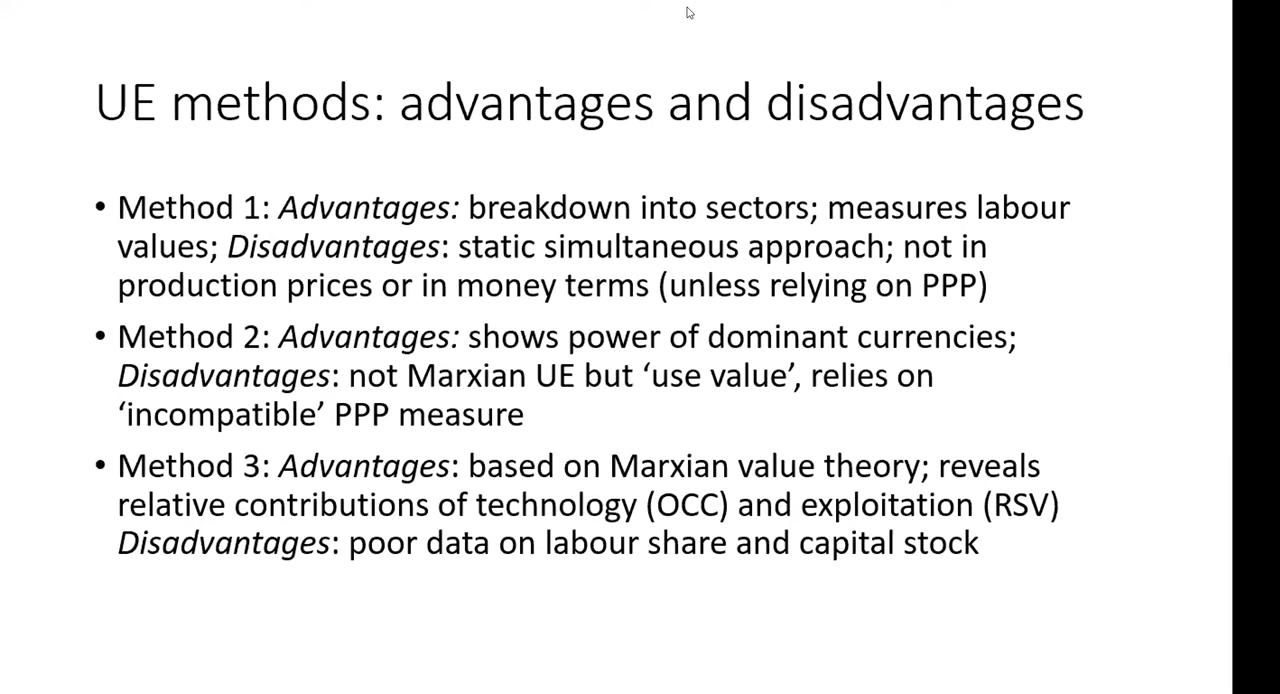 UE methods: advantages and disadvantages
• Method 1: Advantages: breakdown into sectors; measures labour
values; Disadvantages: static simultaneous approach; not in
production prices or in money terms (unless relying on PPP)
• Method 2: Advantages: shows power of dominant currencies;
Disadvantages: not Marxian UE but ‘use value’, relies on
‘incompatible’ PPP measure
• Method 3: Advantages: based on Marxian value theory; reveals
relative contributions of technology (OCC) and exploitation (RSV)
Disadvantages: poor data on labour share and capital stock